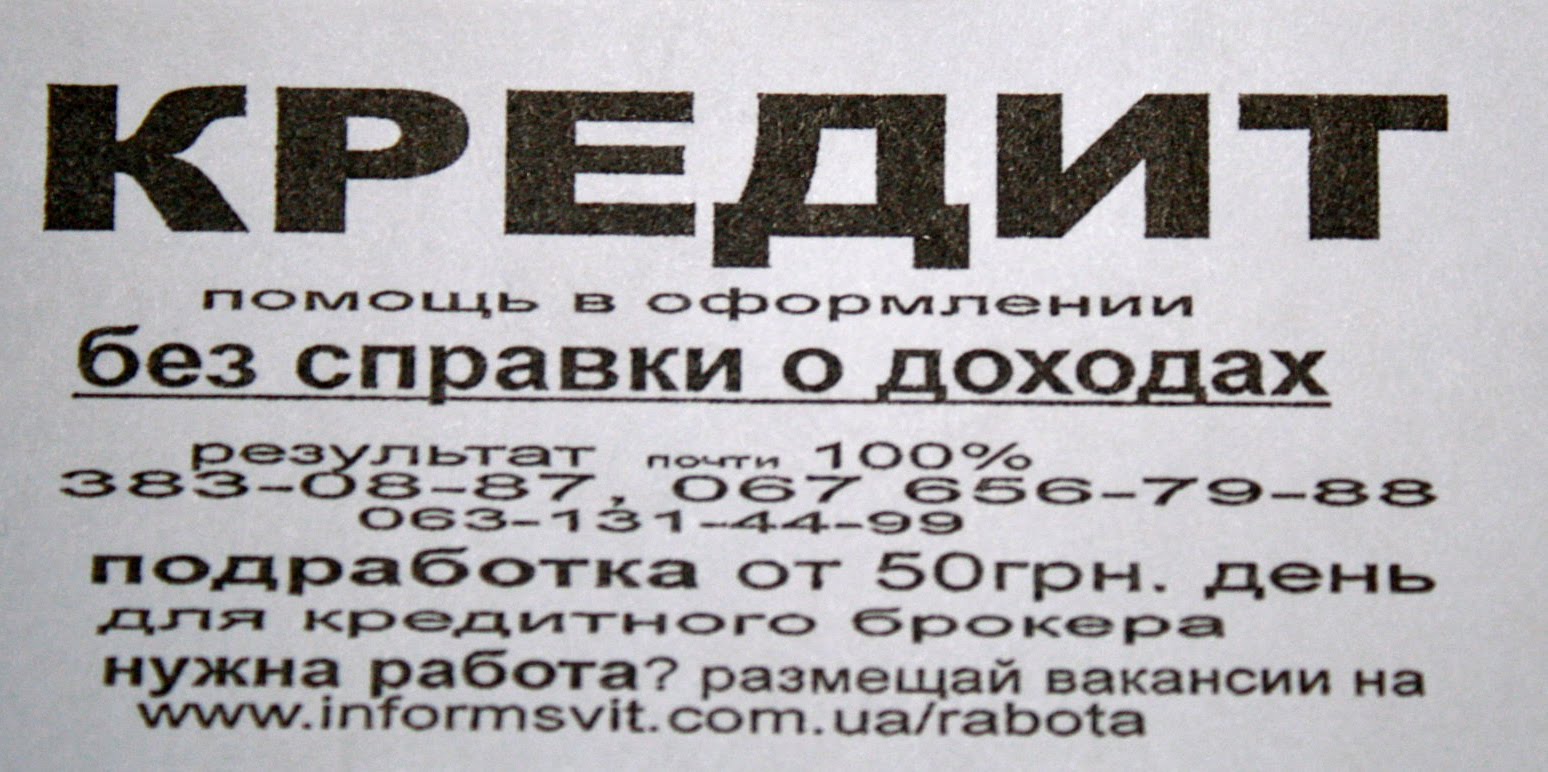 КРЕДИТ
помощь в оформлении
без справки о доходах
результат почти 100%
383-08-87, 067 656-79-88
063-131-44-99
подработка от 50грн. день
для кредитного брокера
нужна работа? размещай вакансии на
www.informsvit.com.ua/rabota